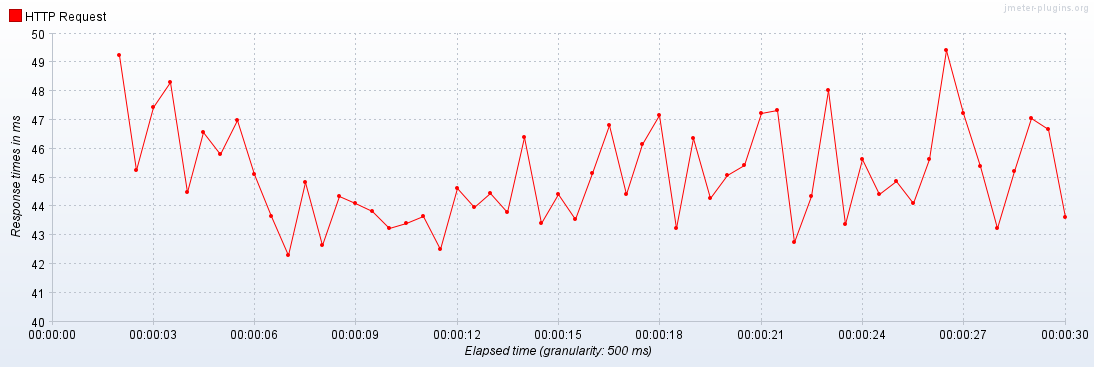 jmeter-plugins.org
HTTP Request
50
49
48
47
46
45
44
43
42
41
40
Response times in ms
00:00:00 00:00:03 00:00:06 00:00:09 00:00:12 00:00:15 00:00:18 00:00:21 00:00:24 00:00:27 00:00:30
Elapsed time (granularity: 500 ms)